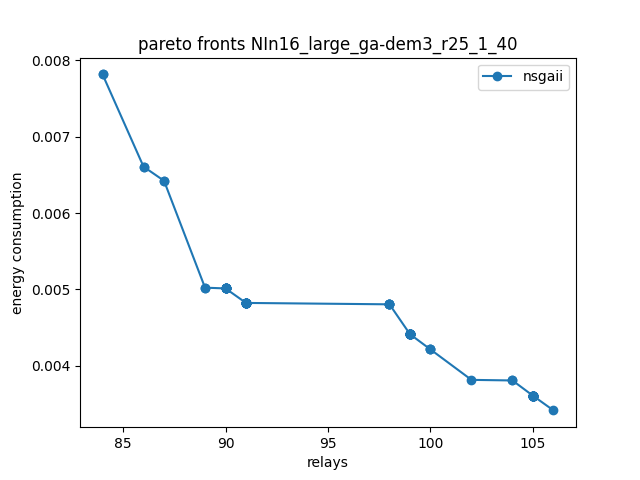 pareto fronts NIn16_large_ga-dem3_r25_1_40
nsgaii
energy consumption
0.008
0.007
0.006
0.005
0.004
85 90 95 100 105
relays